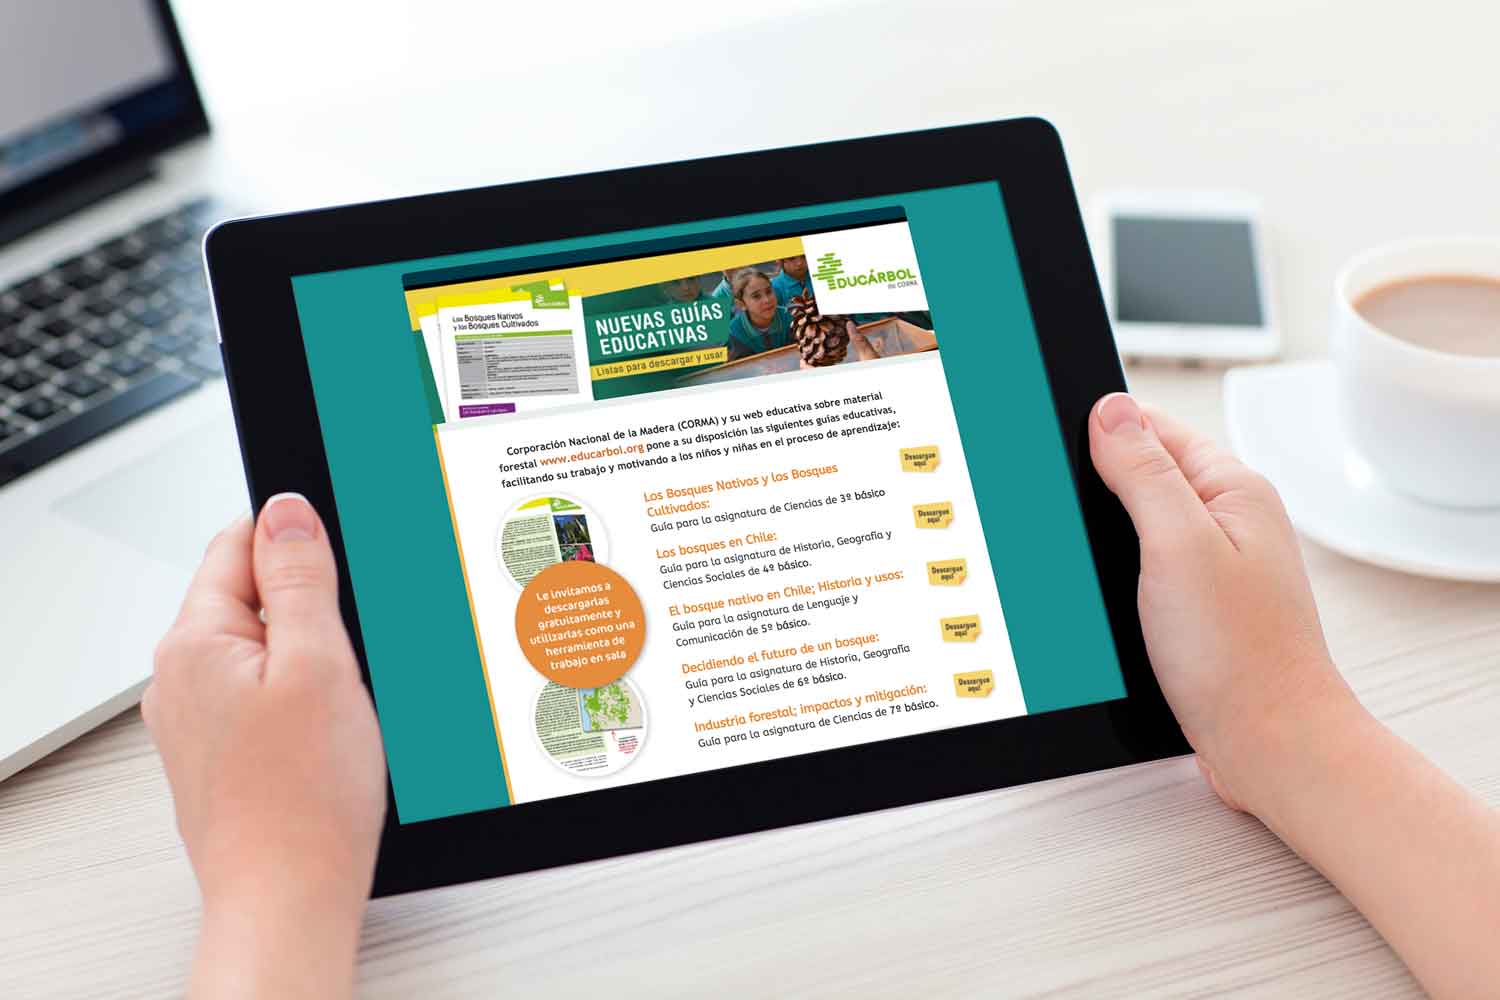 Los Bosques Nativos
y los Bosques Cultivados
EDUCÁRBOL
NUEVAS GUÍAS
EDUCATIVAS
Listas para descargar y usar
EDUCÁRBOL
DE CORMA
Corporación Nacional de la Madera (CORMA) y su web educativa sobre material
forestal www.educarbol.org pone a su disposición las siguientes guías educativas,
facilitando su trabajo y motivando a los niños y niñas en el proceso de aprendizaje:
Los Bosques Nativos y los Bosques
Cultivados:
Guía para la asignatura de Ciencias de 3º básico
Descargue
aquí
Los bosques en Chile:
Guía para la asignatura de Historia, Geografía y
Ciencias Sociales de 4º básico.
Descargue
aquí
El bosque nativo en Chile; Historia y usos:
Guía para la asignatura de Lenguaje y
Comunicación de 5º básico.
Descargue
aquí
Decidiendo el futuro de un bosque:
Guía para la asignatura de Historia, Geografía
y Ciencias Sociales de 6º básico.
Descargue
aquí
Industria forestal; impactos y mitigación:
Guía para la asignatura de Ciencias de 7º básico.
Descargue
aquí
Le invitamos a
descargarlas
gratuitamente y
utilizarlas como una
herramienta de
trabajo en sala